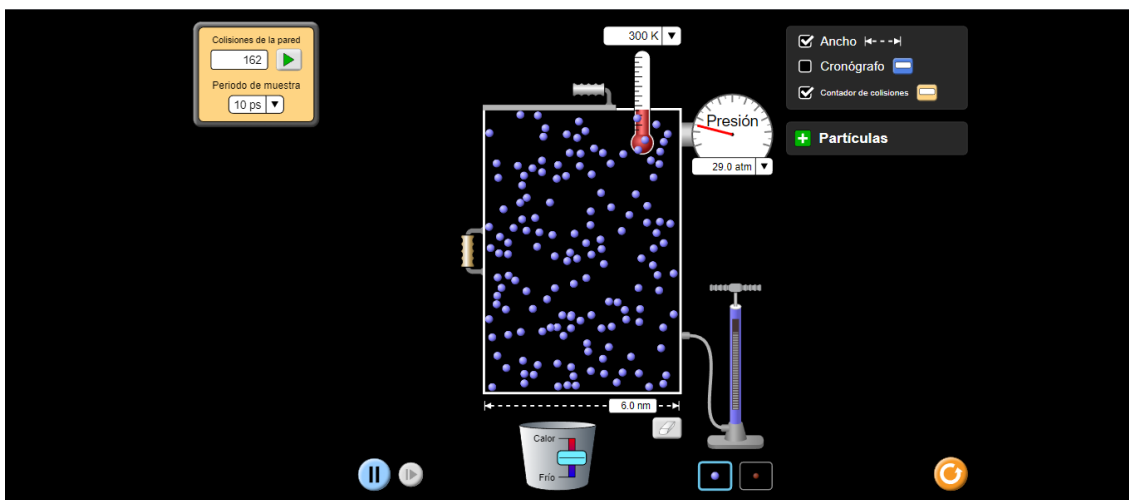 Colisiones de la pared
162
Periodo de muestra
10 ps
300 K
Presión
29.0 atm
Ancho
Cronógrafo
Contador de colisiones
Partículas
6.0 nm
Calor
Frío